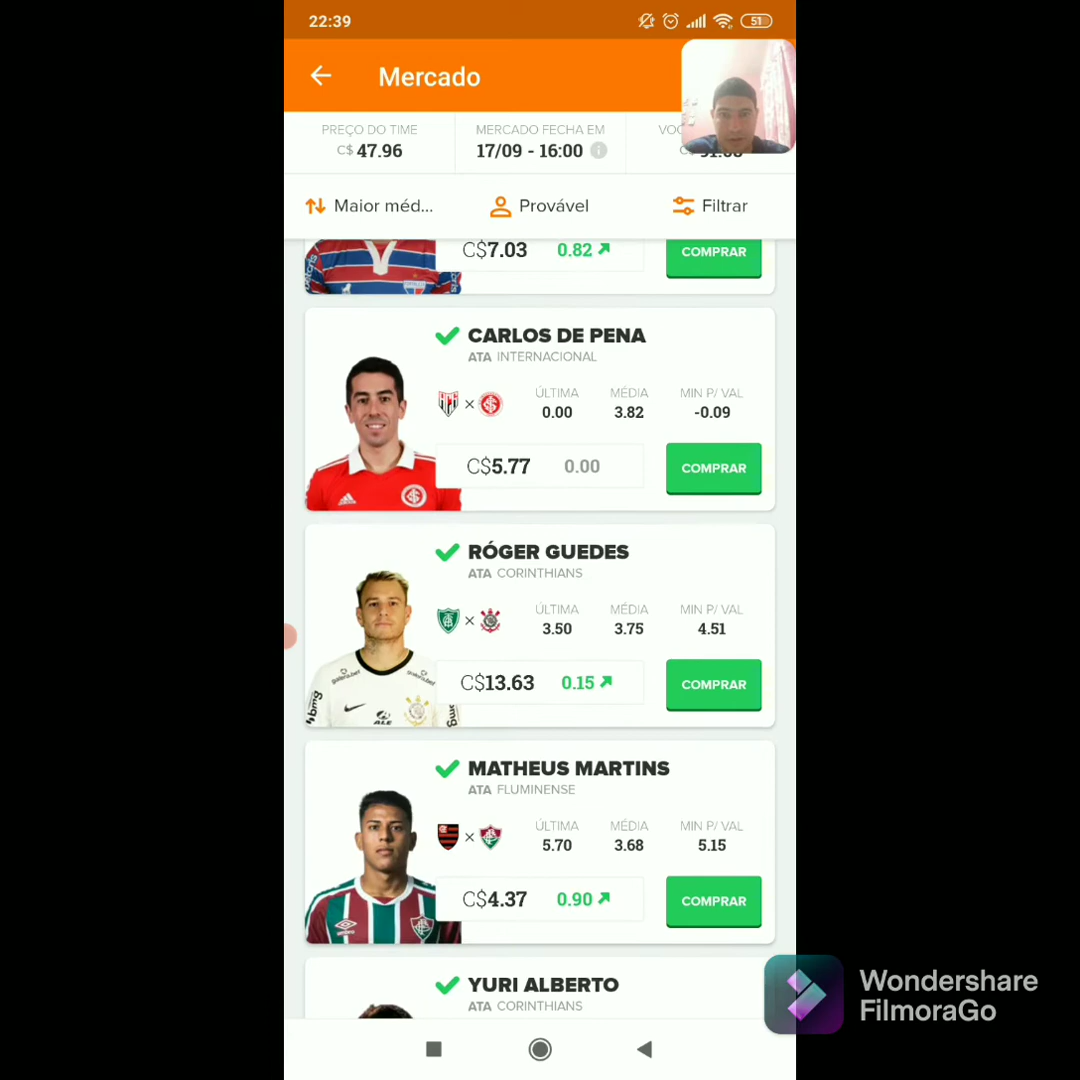 22:39
51
Mercado
PREÇO DO TIME
C$ 47.96
MERCADO FECHA EM
17/09 - 16:00
Maior méd...
Provável
Filtrar
C$7.03
0.82
COMPRAR
CARLOS DE PENA
ATA INTERNACIONAL
ÚLTIMA MÉDIA MIN P/ VAL
×
0.00 3.82 -0.09
C$5.77
0.00
COMPRAR
RÓGER GUEDES
ATA CORINTHIANS
ÚLTIMA MÉDIA MIN P/ VAL
×
3.50 3.75 4.51
C$13.63
0.15
COMPRAR
MATHEUS MARTINS
ATA FLUMINENSE
ÚLTIMA MÉDIA MIN P/ VAL
×
5.70 3.68 5.15
C$4.37
0.90
COMPRAR
YURI ALBERTO
ATA CORINTHIANS
Wondershare
FilmoraGo